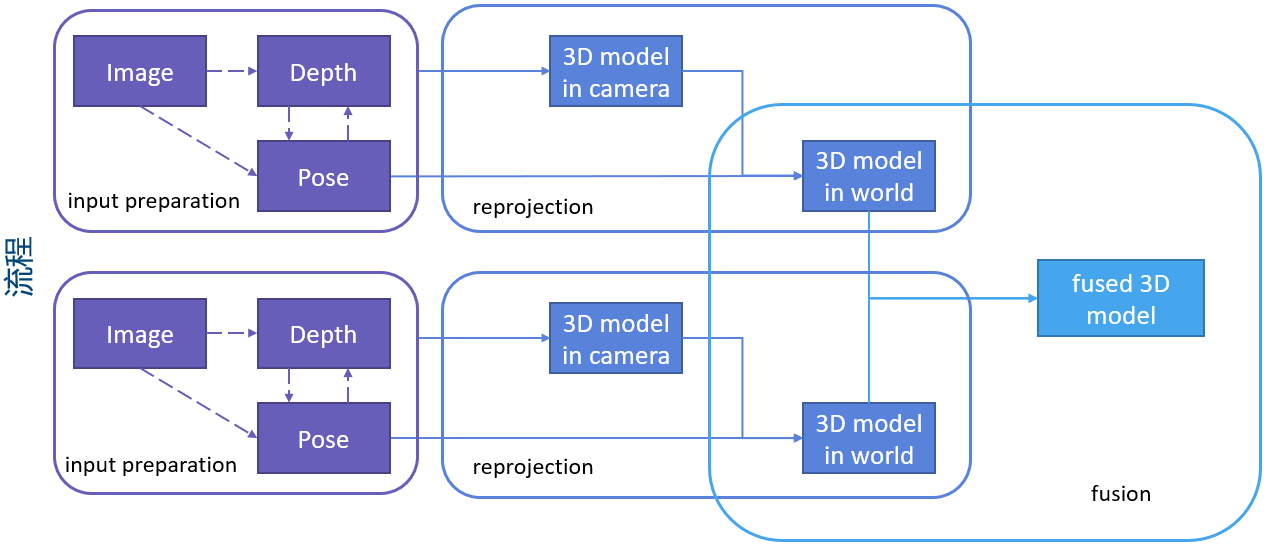 流程
Image
Depth
Pose
input preparation
3D model
in camera
3D model
in world
reprojection
Image
Depth
Pose
input preparation
3D model
in camera
3D model
in world
reprojection
fused 3D
model
fusion